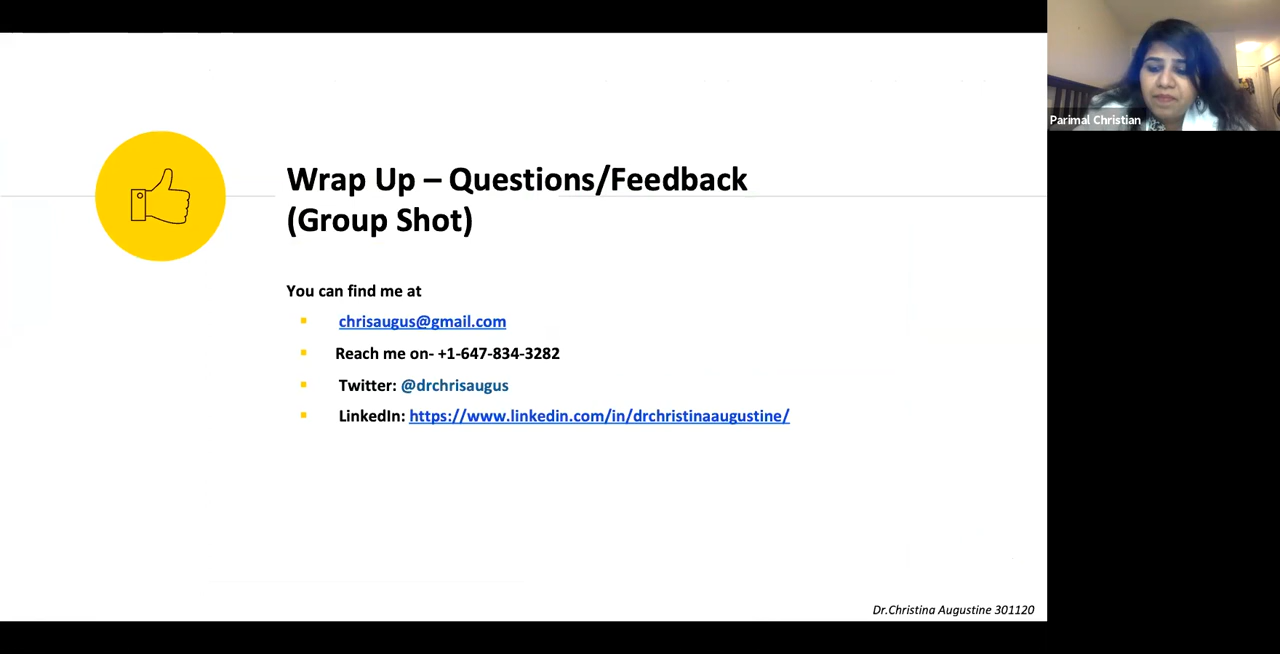 Parimal Christian
Wrap Up – Questions/Feedback
(Group Shot)
You can find me at
chrisaugus@gmail.com
Reach me on- +1-647-834-3282
Twitter: @drchrisaugus
LinkedIn: https://www.linkedin.com/in/drchristinaaugustine/
Dr.Christina Augustine 301120